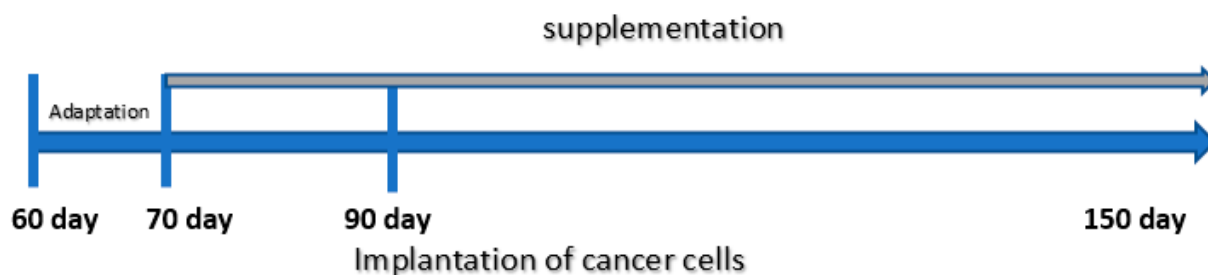 supplementation
Adaptation
60 day 70 day 90 day 150 day
Implantation of cancer cells